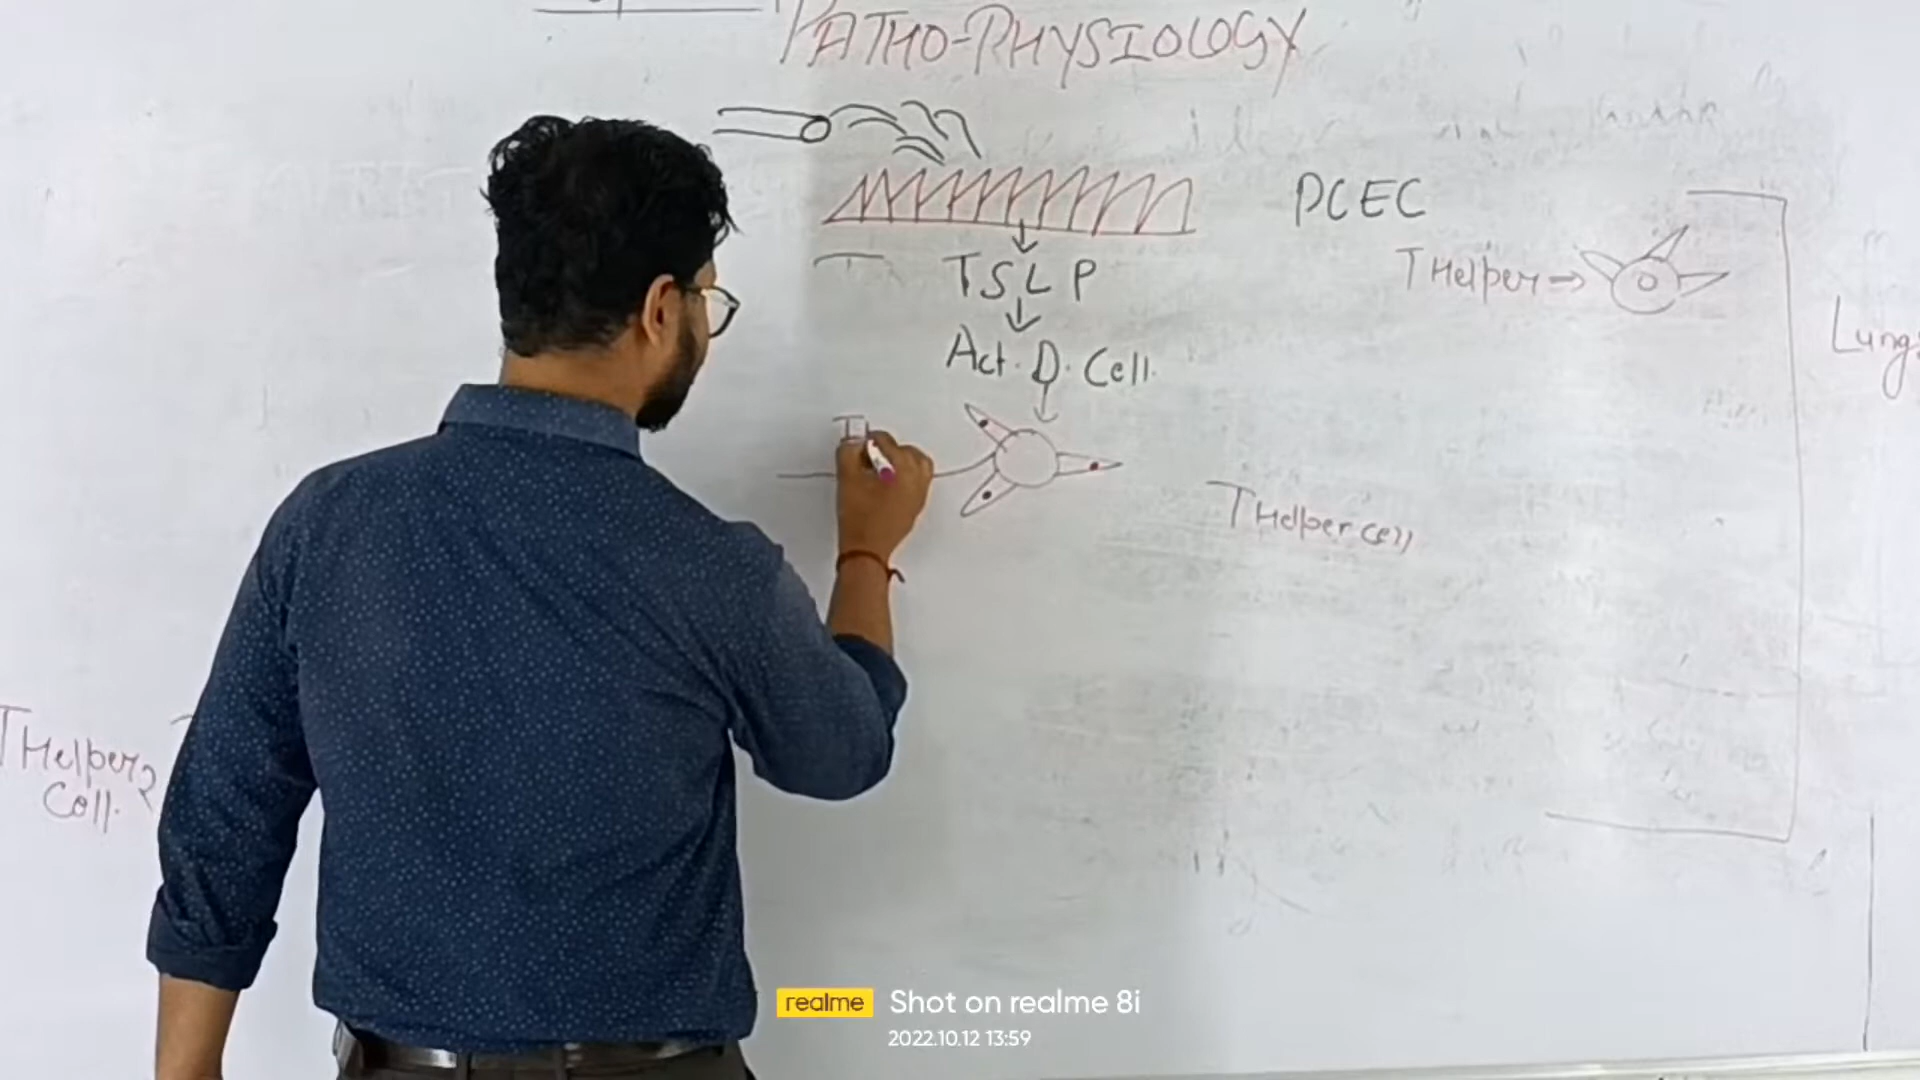 PATHO-PHYSIOLOGY
PCEC
T Helper →
TSLP
Lungs
Act. D. Cell.
T Helper cell
T Helper2
Cell.
realme Shot on realme 8i
2022.10.12 13:59